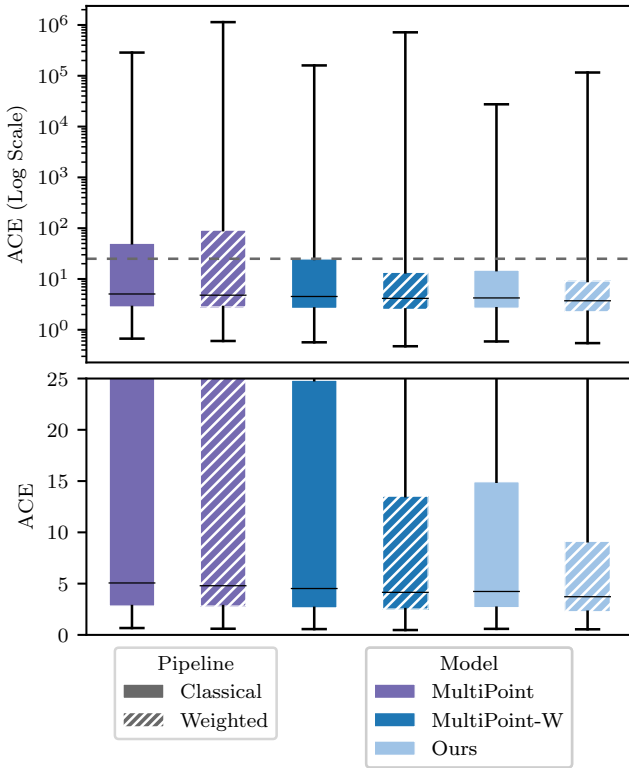 ACE (Log Scale)
10^6
10^5
10^4
10^3
10^2
10^1
10^0
ACE
25
20
15
10
5
0
Pipeline
Classical
Weighted
Model
MultiPoint
MultiPoint-W
Ours